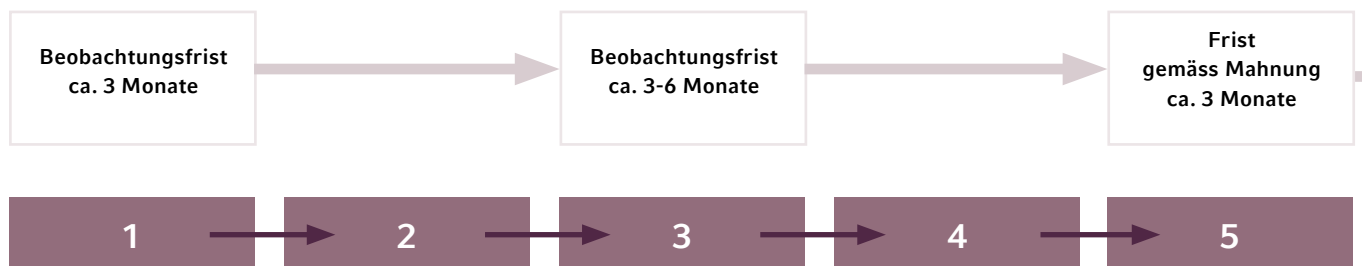 Beobachtungsfrist
ca. 3 Monate
Beobachtungsfrist
ca. 3-6 Monate
Frist
gemäss Mahnung
ca. 3 Monate
1
2
3
4
5